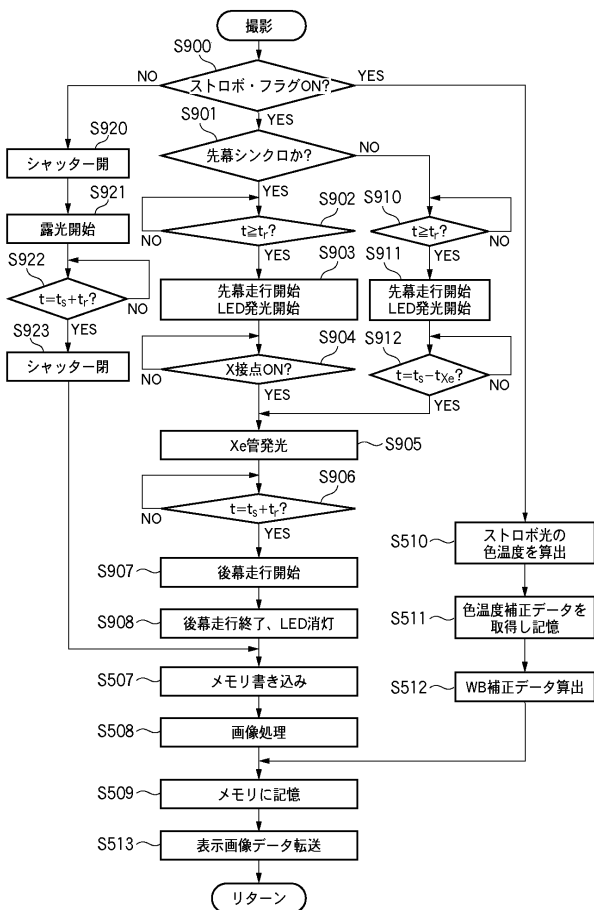 撮影
S900
ストロボ・フラグON?
NO
YES
YES
S901
先幕シンクロか?
NO
YES
S920
シャッター開
S921
露光開始
S922
t=ts+tr?
NO
YES
S923
シャッター閉
S902
t≧tr?
NO
YES
S903
先幕走行開始
LED発光開始
S904
X接点ON?
NO
YES
S910
t≧tr?
NO
YES
S911
先幕走行開始
LED発光開始
S912
t=ts−tXe?
NO
YES
Xe管発光
S905
S906
t=ts+tr?
NO
YES
S907
後幕走行開始
S908
後幕走行終了、LED消灯
S507
メモリ書き込み
S508
画像処理
S510
ストロボ光の
色温度を算出
S511
色温度補正データを
取得し記憶
S512
WB補正データ算出
S509
メモリに記憶
S513
表示画像データ転送
リターン